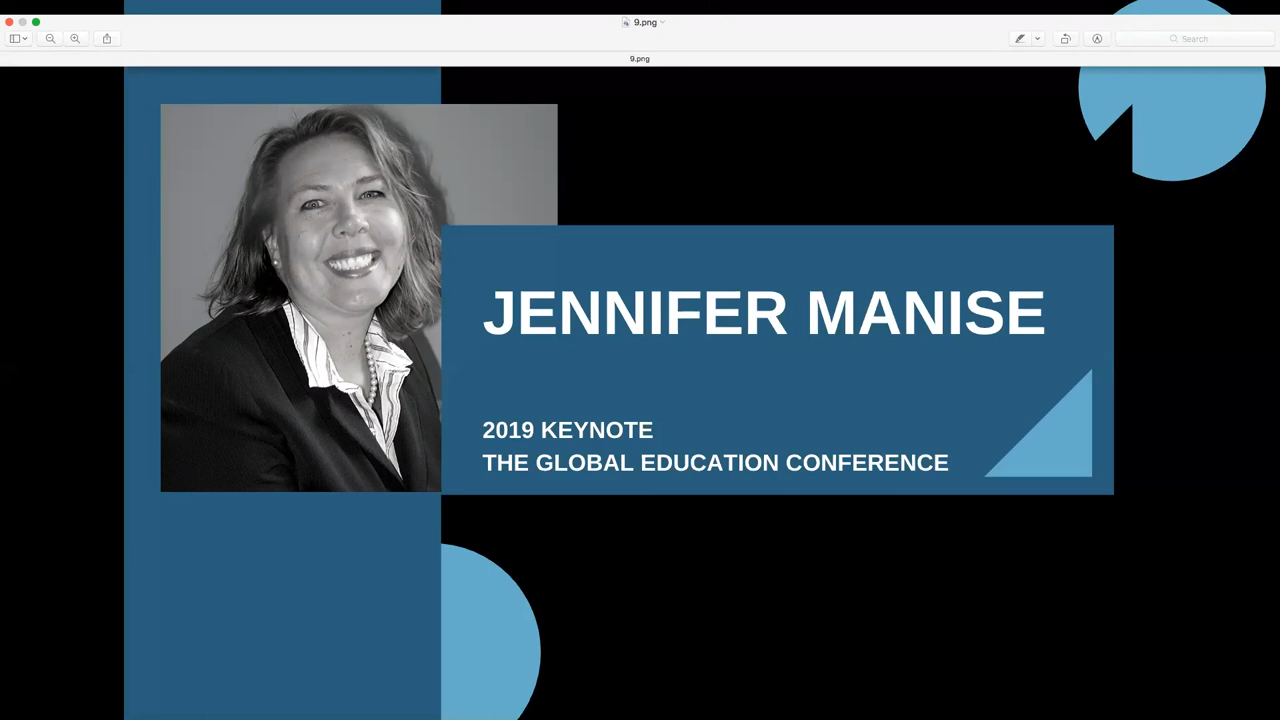 9.png
Search
9.png
JENNIFER MANISE
2019 KEYNOTE
THE GLOBAL EDUCATION CONFERENCE